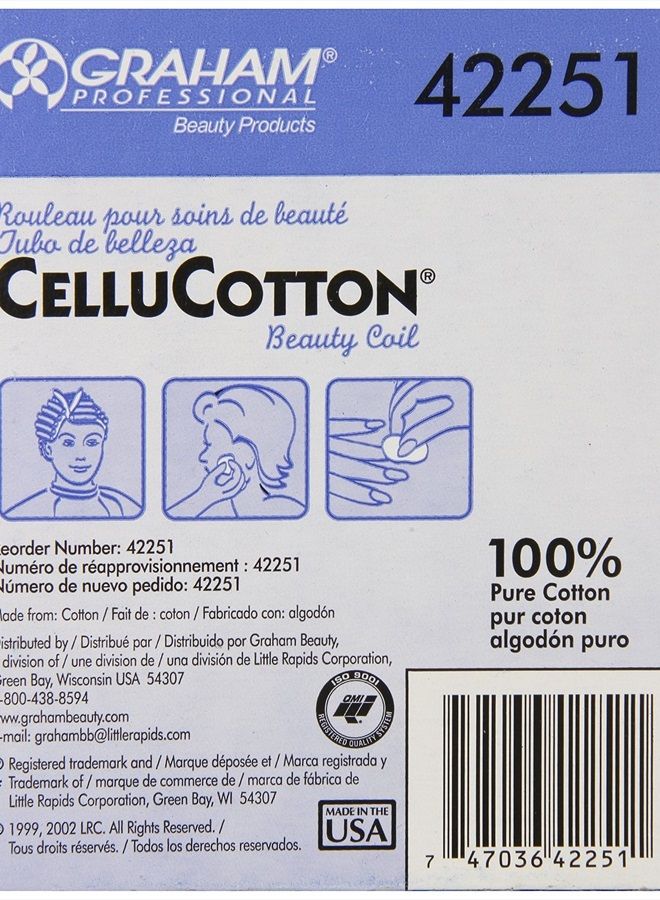 GRAHAM®
PROFESSIONAL
Beauty Products
42251
Rouleau pour soins de beauté
Tubo de belleza
CELLUCOTTON®
Beauty Coil
eorder Number: 42251
Numéro de réapprovisionnement : 42251
Número de nuevo pedido: 42251
100%
Pure Cotton
pur coton
algodón puro
ade from: Cotton / Fait de : coton / Fabricado con: algodón
istributed by / Distribué par / Distribuido por Graham Beauty,
division of / une division de / una división de Little Rapids Corporation,
reen Bay, Wisconsin USA 54307
-800-438-8594
www.grahambeauty.com
-mail: grahambb@littlerapids.com
ISO 9001
QMI
REGISTERED QUALITY SYSTEM
® Registered trademark and / Marque déposée et / Marca registrada y
* Trademark of / marque de commerce de / marca de fábrica de
Little Rapids Corporation, Green Bay, WI 54307
© 1999, 2002 LRC. All Rights Reserved. /
Tous droits réservés. / Todos los derechos reservados.
MADE IN THE
USA
7 47036 42251